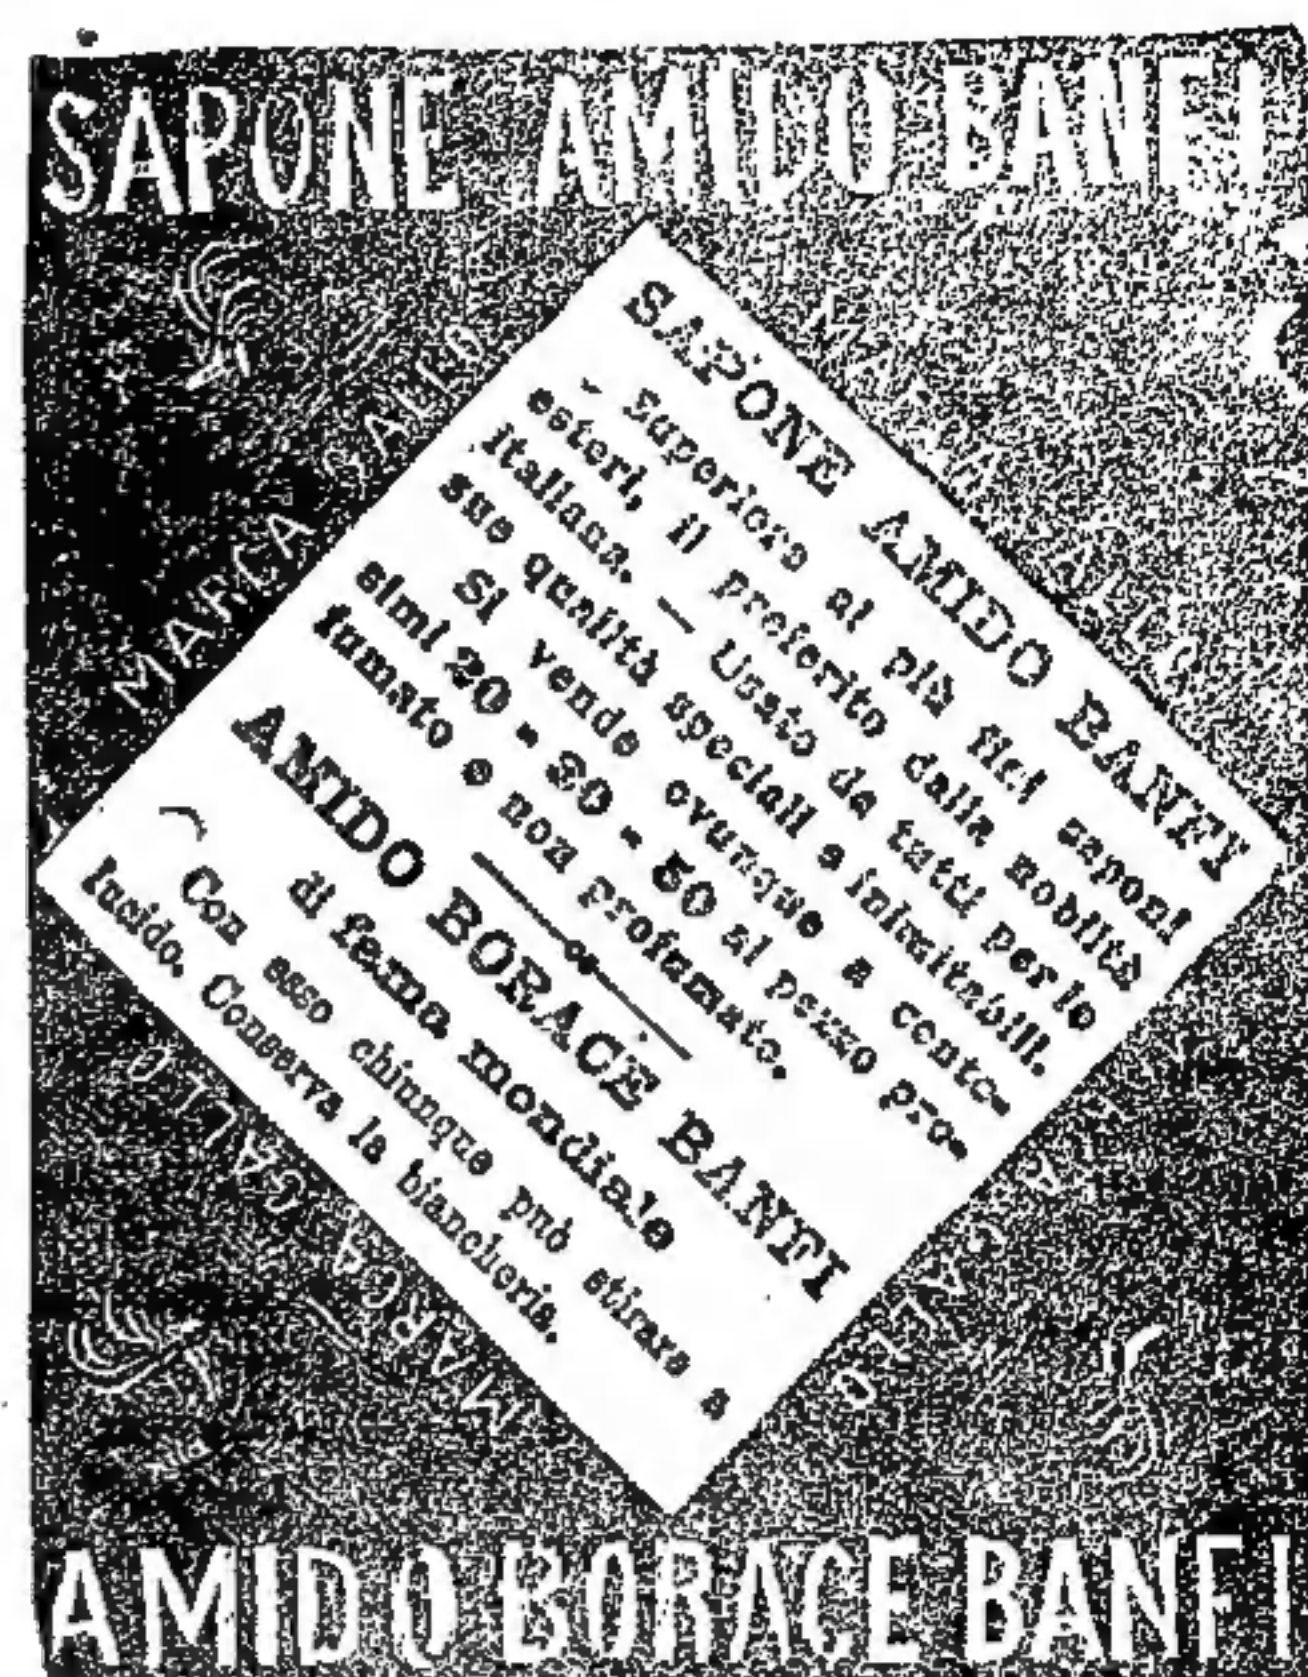 SAPONE AMIDO BANFI
MARCA GALLO
MARCA GALLO
SAPONE AMIDO BANFI
- Superiore ai più fini saponi
esteri, il preferito dalla nobiltà
italiana. — Usato da tutti per le
sue qualità speciali e inimitabili.
Si vende ovunque a cente-
simi 20 - 30 - 50 al pezzo pro-
fumato e non profumato.
AMIDO BORACE BANFI
di fama mondiale
Con esso chiunque può stirare a
lucido. Conserva la biancheria.
MARCA GALLO
GALLO
AMIDO BORACE BANFI